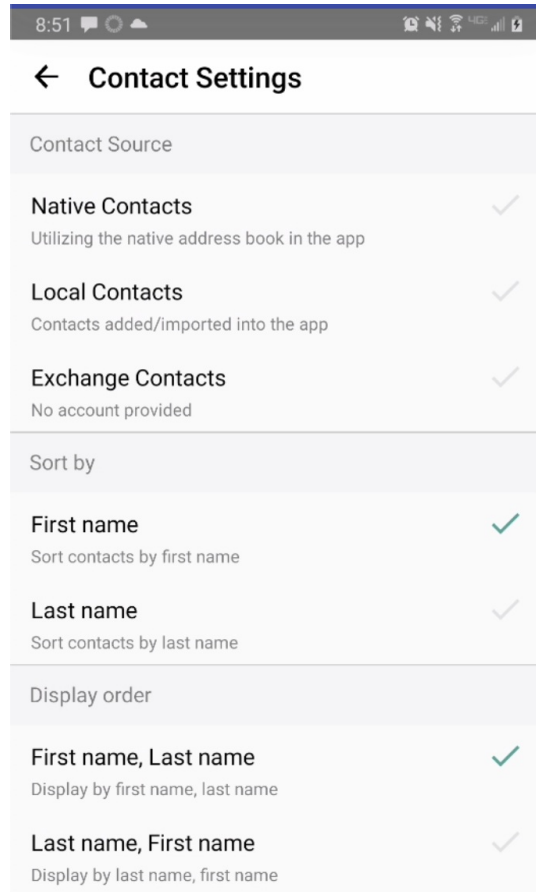 8:51
4GE
Contact Settings
Contact Source
Native Contacts
Utilizing the native address book in the app
Local Contacts
Contacts added/imported into the app
Exchange Contacts
No account provided
Sort by
First name
Sort contacts by first name
Last name
Sort contacts by last name
Display order
First name, Last name
Display by first name, last name
Last name, First name
Display by last name, first name